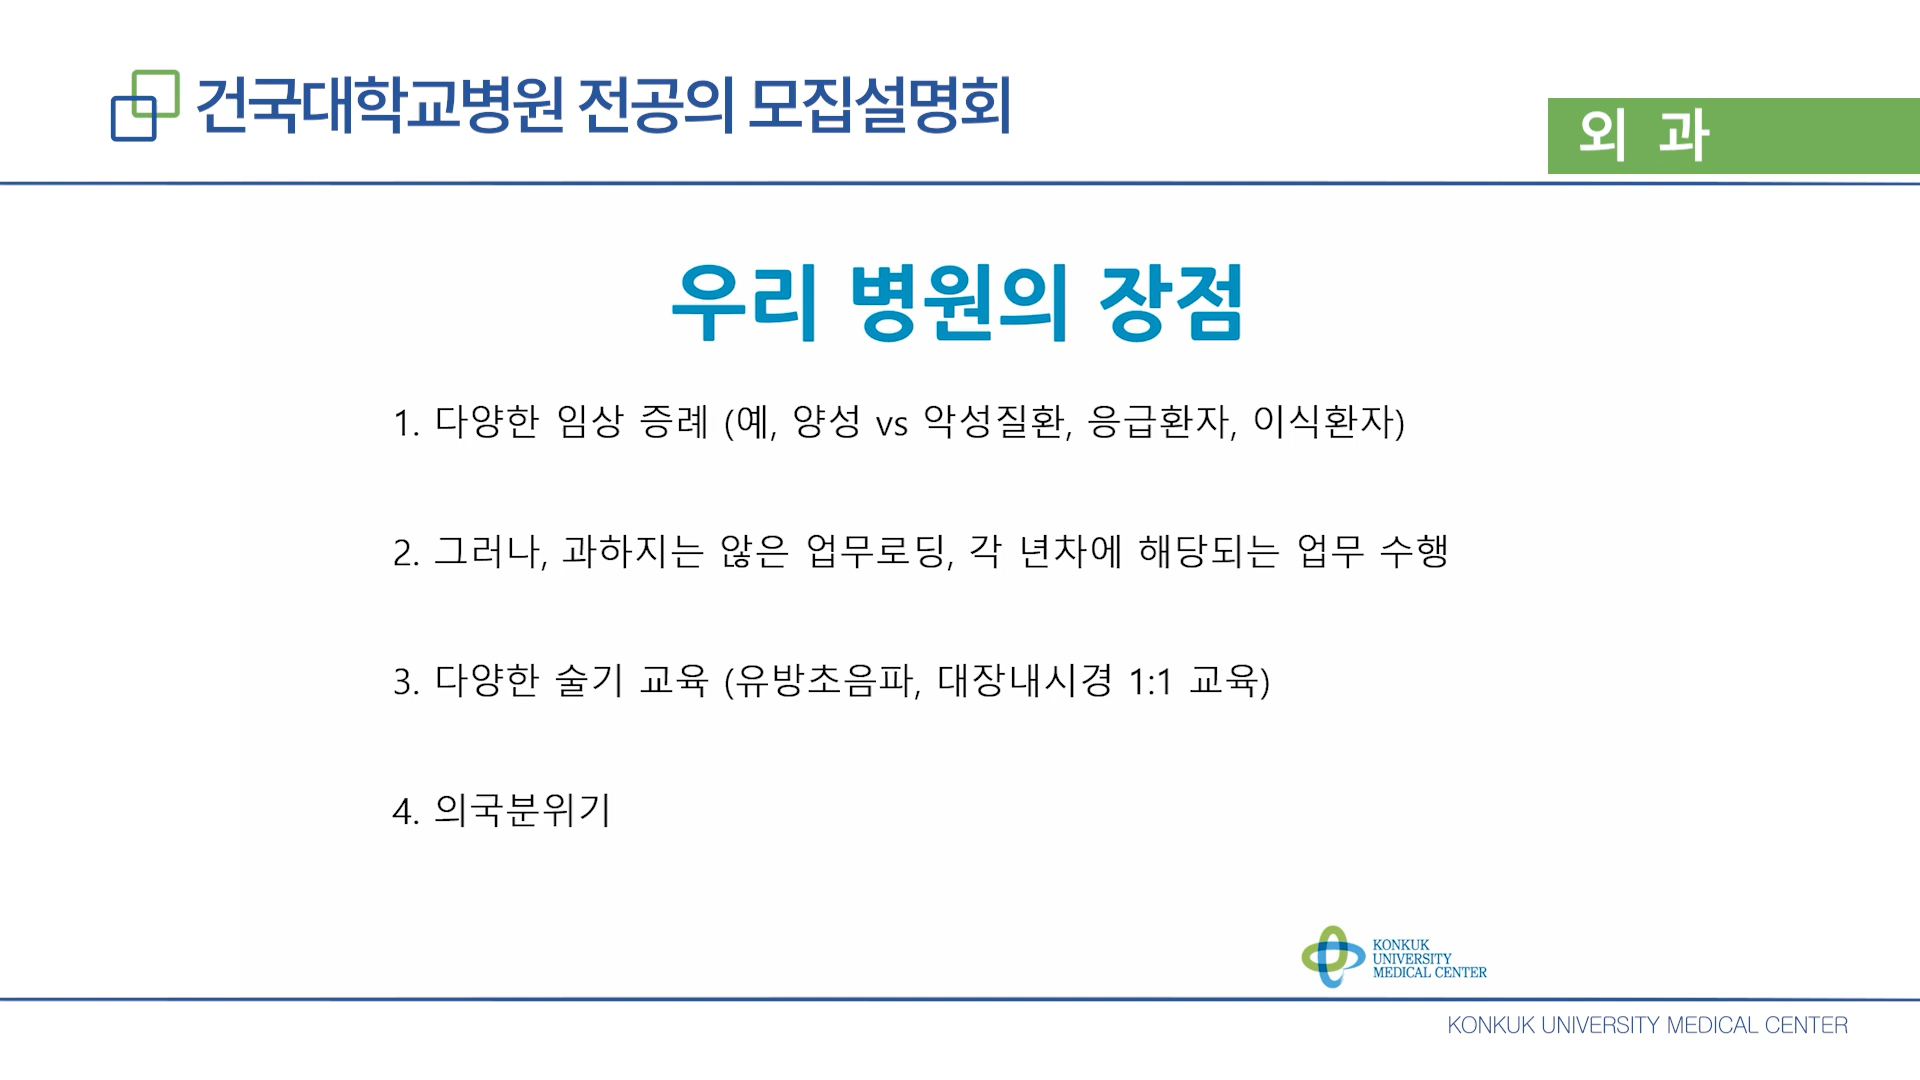 건국대학교병원 전공의 모집설명회
외 과
우리 병원의 장점
1. 다양한 임상 증례 (예, 양성 vs 악성질환, 응급환자, 이식환자)
2. 그러나, 과하지는 않은 업무로딩, 각 년차에 해당되는 업무 수행
3. 다양한 술기 교육 (유방초음파, 대장내시경 1:1 교육)
4. 의국분위기
KONKUK
UNIVERSITY
MEDICAL CENTER
KONKUK UNIVERSITY MEDICAL CENTER